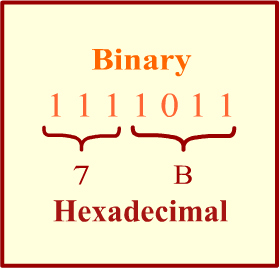 Binary
1 1 1 1 0 1 1
7 B
Hexadecimal